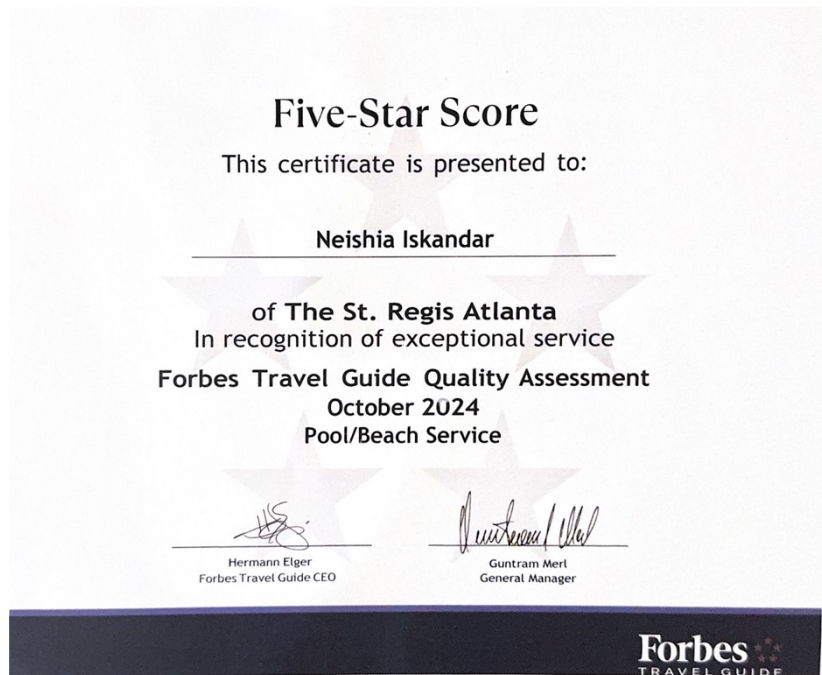 Five-Star Score
This certificate is presented to:
Neishia Iskandar
of The St. Regis Atlanta
In recognition of exceptional service
Forbes Travel Guide Quality Assessment
October 2024
Pool/Beach Service
Hermann Elger
Forbes Travel Guide CEO
Guntram Merl
General Manager
Forbes
TRAVEL GUIDE